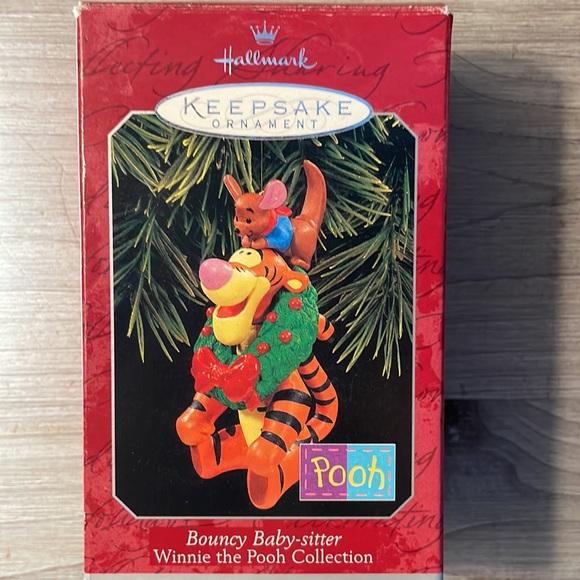 Hallmark
KEEPSAKE
ORNAMENT
Pooh
Bouncy Baby-sitter
Winnie the Pooh Collection